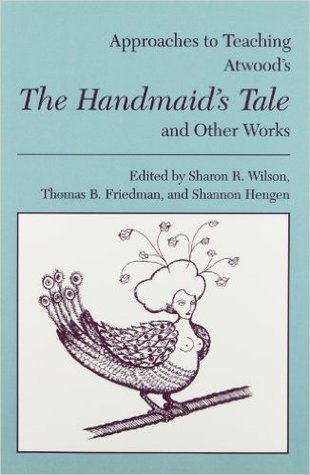 Approaches to Teaching
Atwood's
The Handmaid's Tale
and Other Works
Edited by Sharon R. Wilson,
Thomas B. Friedman, and Shannon Hengen